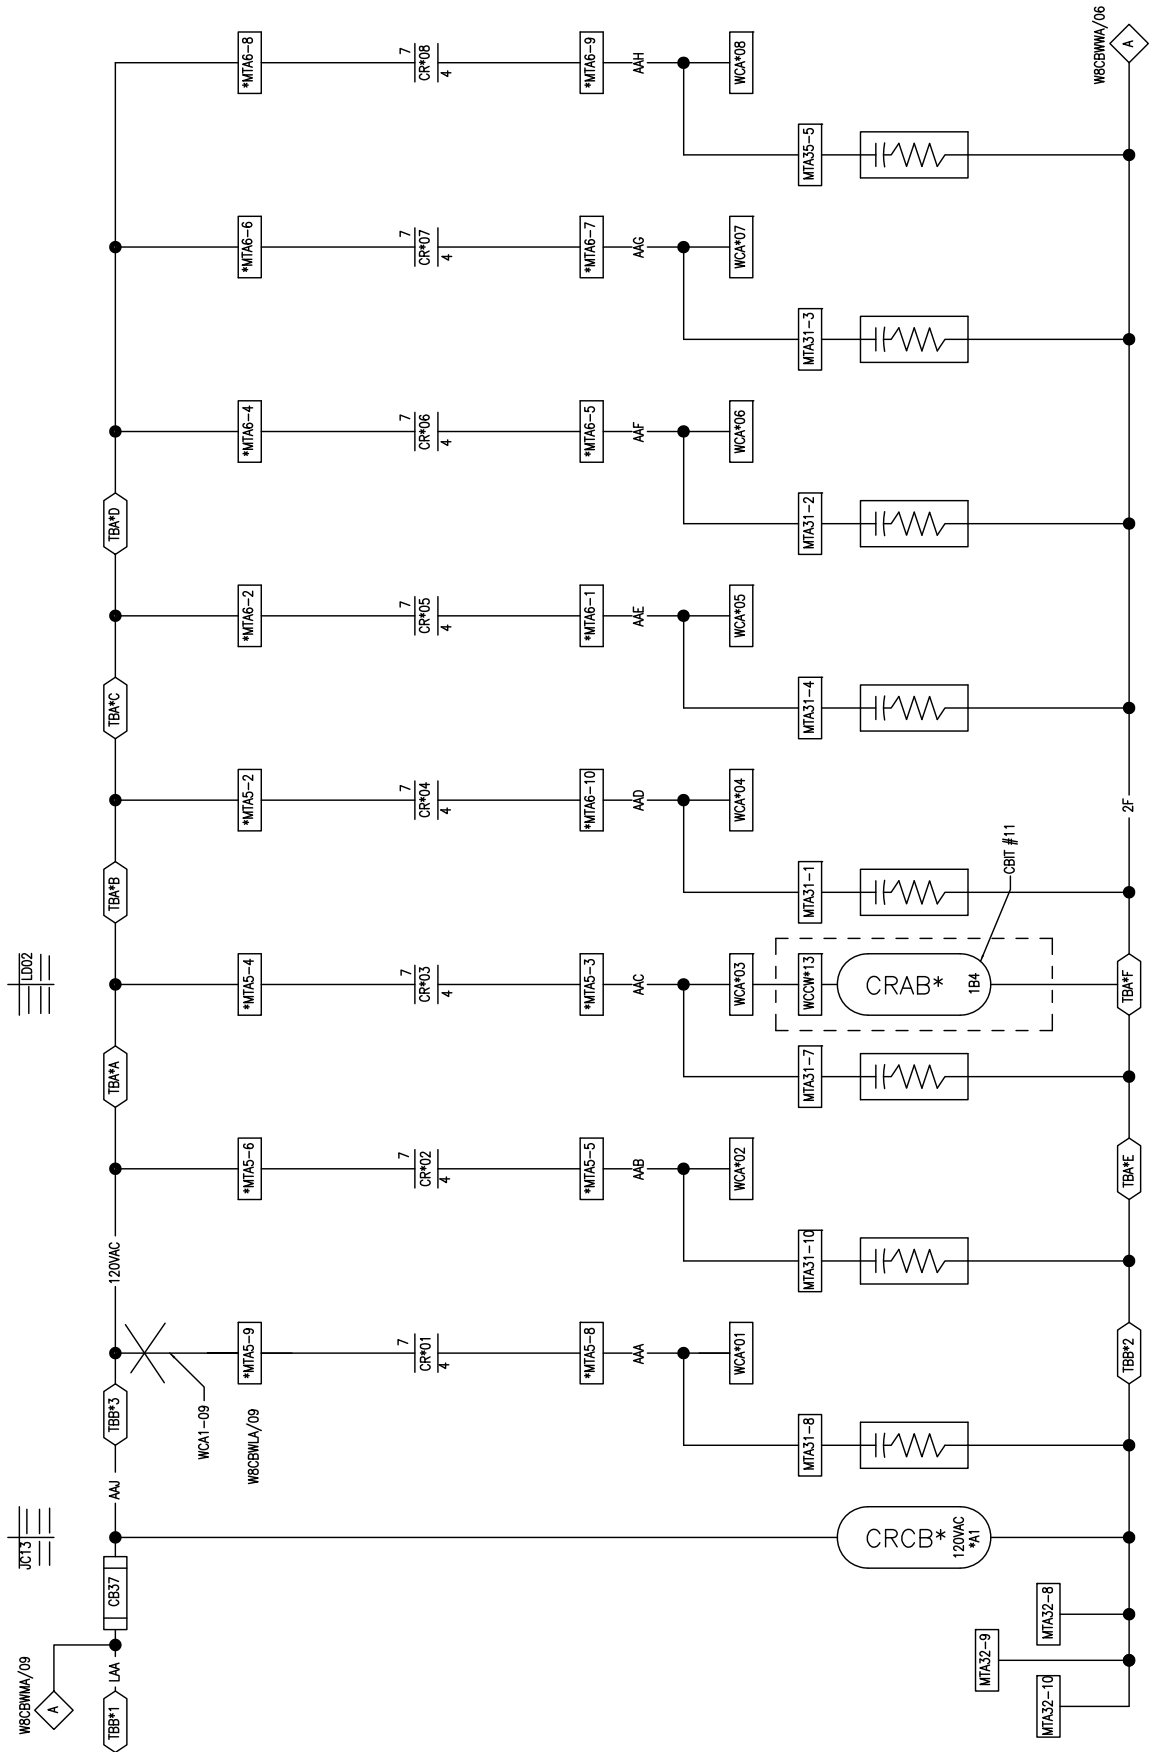 W8CBWMA/09
A
TBB*1
LAA
CB37
JC13
AAJ
TBB*3
120VAC
TBA*A
LD02
TBA*B
TBA*C
TBA*D
WCA1-09
W8CBWLA/09
*MTA5-9
*MTA5-6
*MTA5-4
*MTA5-2
*MTA6-2
*MTA6-4
*MTA6-6
*MTA6-8
7
CR*01
4
7
CR*02
4
7
CR*03
4
7
CR*04
4
7
CR*05
4
7
CR*06
4
7
CR*07
4
7
CR*08
4
*MTA5-8
*MTA5-5
*MTA5-3
*MTA6-10
*MTA6-1
*MTA6-5
*MTA6-7
*MTA6-9
AAA
AAB
AAC
AAD
AAE
AAF
AAG
AAH
WCA*01
WCA*02
WCA*03
WCA*04
WCA*05
WCA*06
WCA*07
WCA*08
MTA31-8
MTA31-10
MTA31-7
WCCW*13
MTA31-1
MTA31-4
MTA31-2
MTA31-3
MTA35-5
CRCB*
120VAC
*A1
CRAB*
1B4
CBIT #11
MTA32-10
MTA32-9
MTA32-8
TBB*2
TBA*E
TBA*F
2F
W8CBWWA/06
A